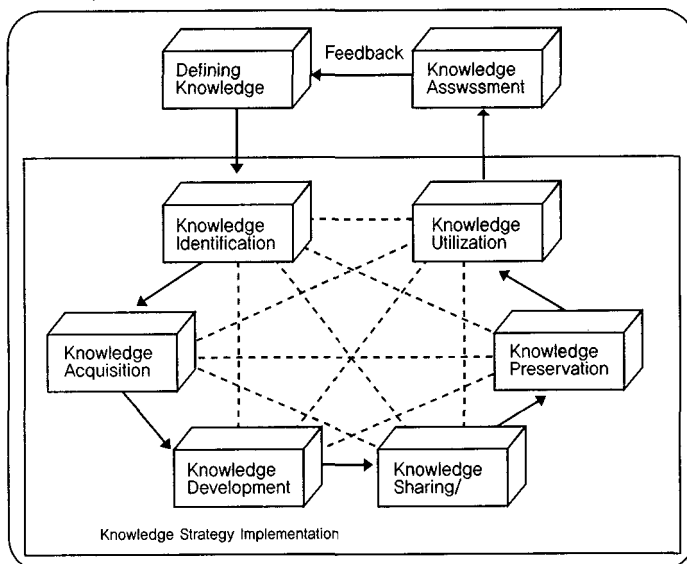 Defining
Knowledge
Feedback
Knowledge
Asswssment
Knowledge
Identification
Knowledge
Utilization
Knowledge
Acquisition
Knowledge
Preservation
Knowledge
Development
Knowledge
Sharing/
Knowledge Strategy Implementation